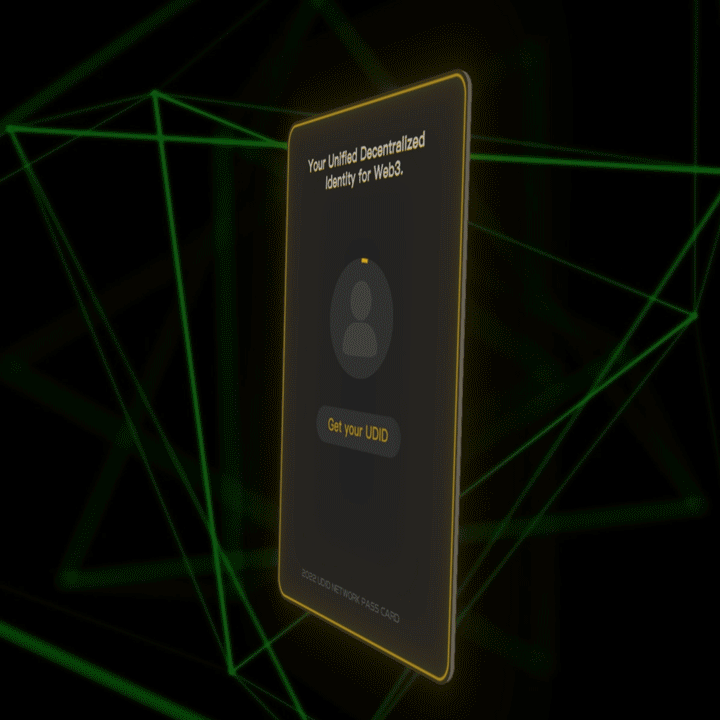 Your Unified Decentralized
Identity for Web3.
Get your UDID
2022 UDID NETWORK PASS CARD